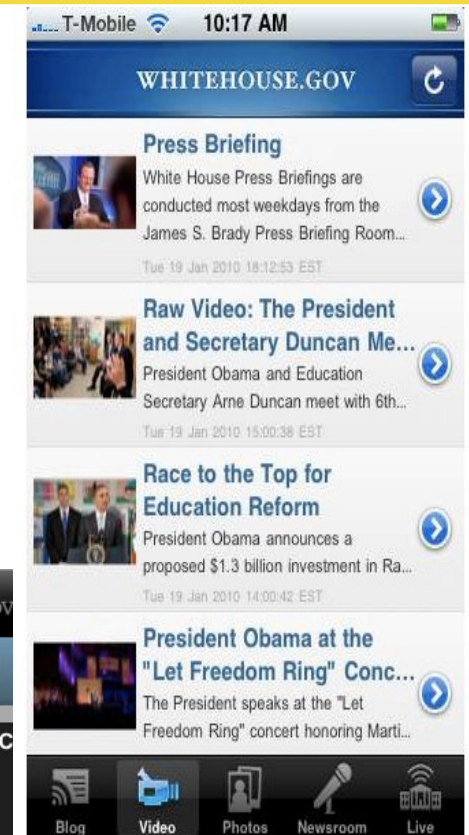 T-Mobile 10:17 AM
WHITEHOUSE.GOV
Press Briefing
White House Press Briefings are
conducted most weekdays from the
James S. Brady Press Briefing Room...
Tue 19 Jan 2010 18:12:53 EST
Raw Video: The President
and Secretary Duncan Me...
President Obama and Education
Secretary Arne Duncan meet with 6th...
Tue 19 Jan 2010 15:00:38 EST
Race to the Top for
Education Reform
President Obama announces a
proposed $1.3 billion investment in Ra...
Tue 19 Jan 2010 14:00:42 EST
President Obama at the
"Let Freedom Ring" Conc...
The President speaks at the "Let
Freedom Ring" concert honoring Marti...
Blog Video Photos Newsroom Live